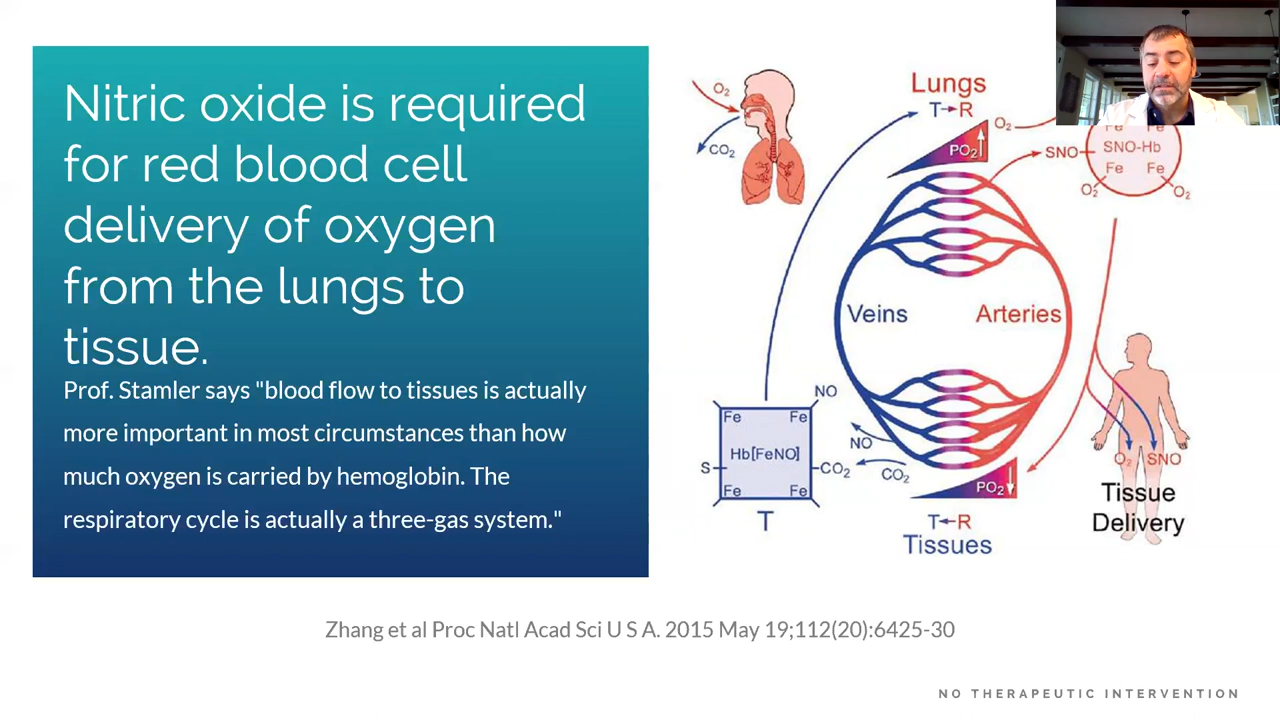 Nitric oxide is required
for red blood cell
delivery of oxygen
from the lungs to
tissue.
Prof. Stamler says "blood flow to tissues is actually
more important in most circumstances than how
much oxygen is carried by hemoglobin. The
respiratory cycle is actually a three-gas system."
O₂
CO₂
Lungs
T→R
PO₂
O₂
SNO
SNO-Hb
Fe Fe
O₂ O₂
Veins
Arteries
Fe Fe
NO
Hb[FeNO]
S
CO₂
Fe Fe
T
NO
CO₂
PO₂
T←R
Tissues
O₂ SNO
Tissue
Delivery
Zhang et al Proc Natl Acad Sci U S A. 2015 May 19;112(20):6425-30
NO THERAPEUTIC INTERVENTION